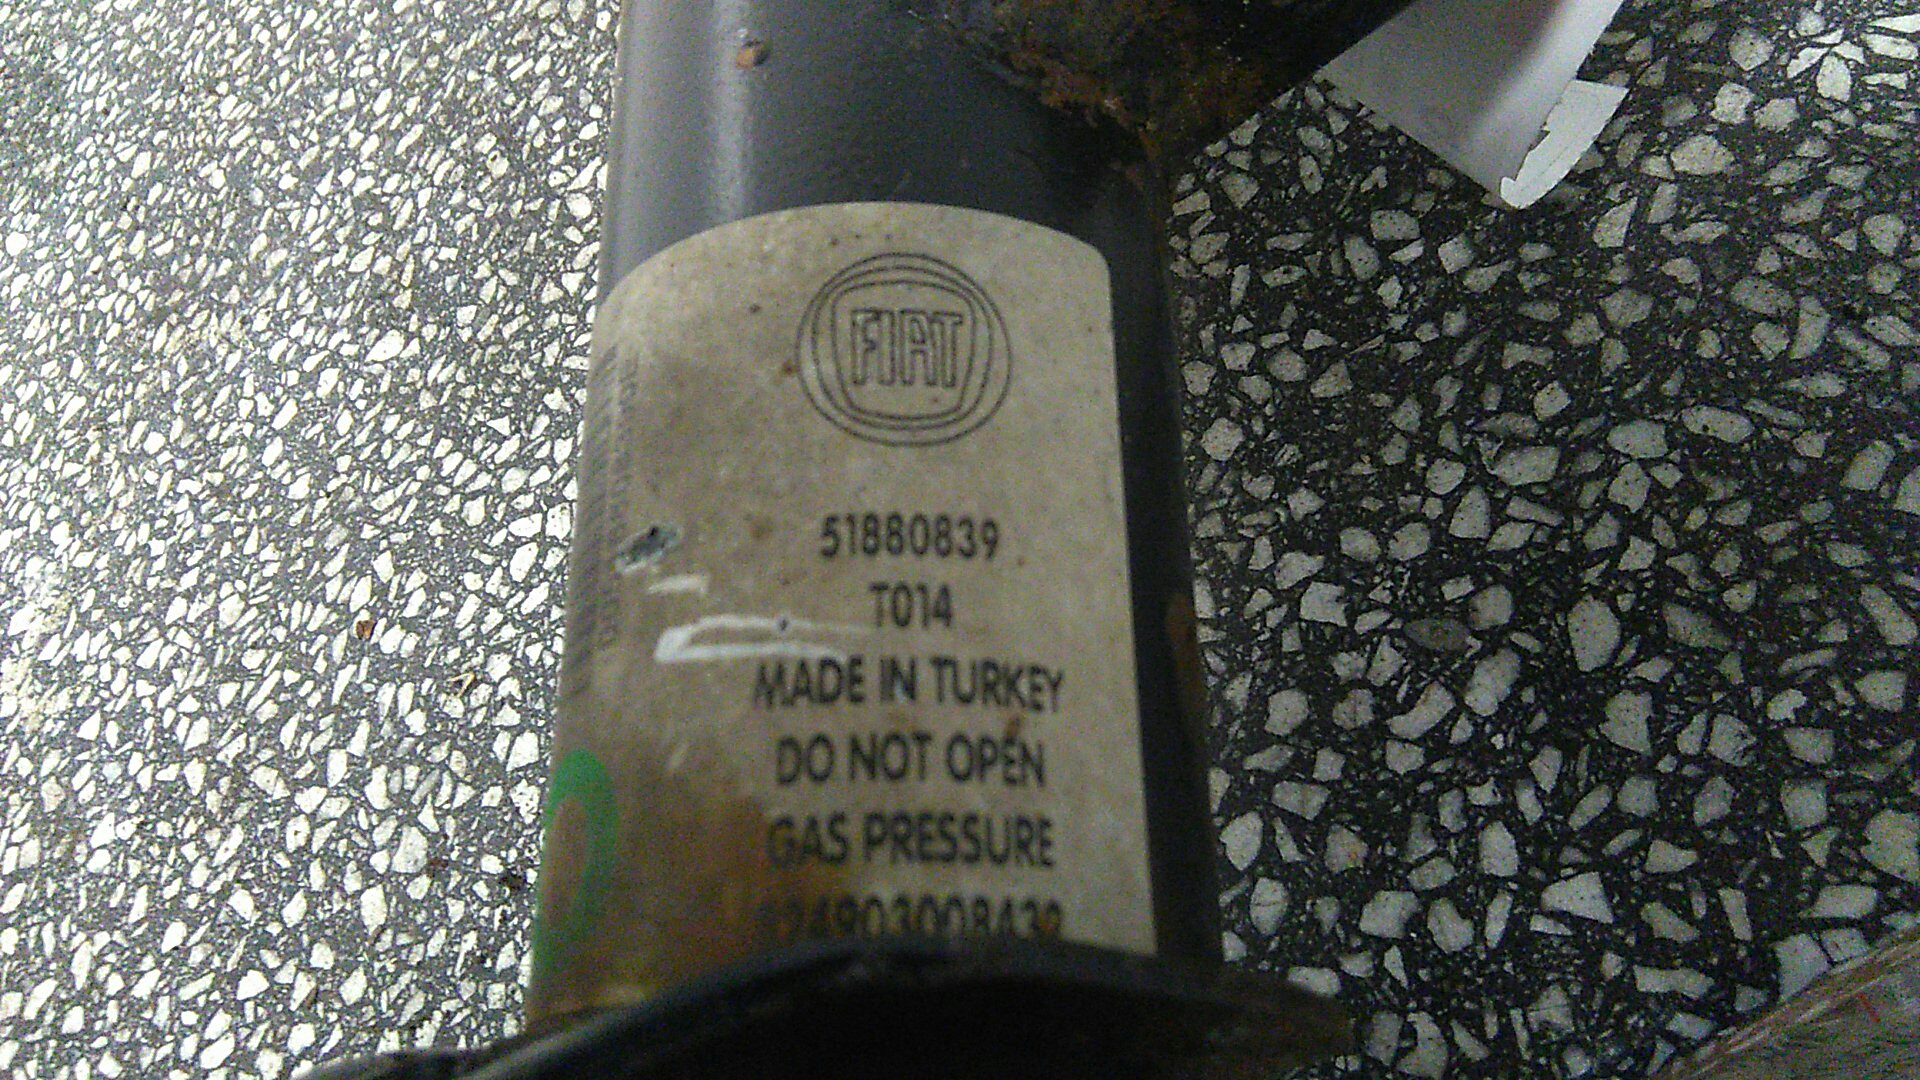 FIAT
51880839
T014
MADE IN TURKEY
DO NOT OPEN
GAS PRESSURE